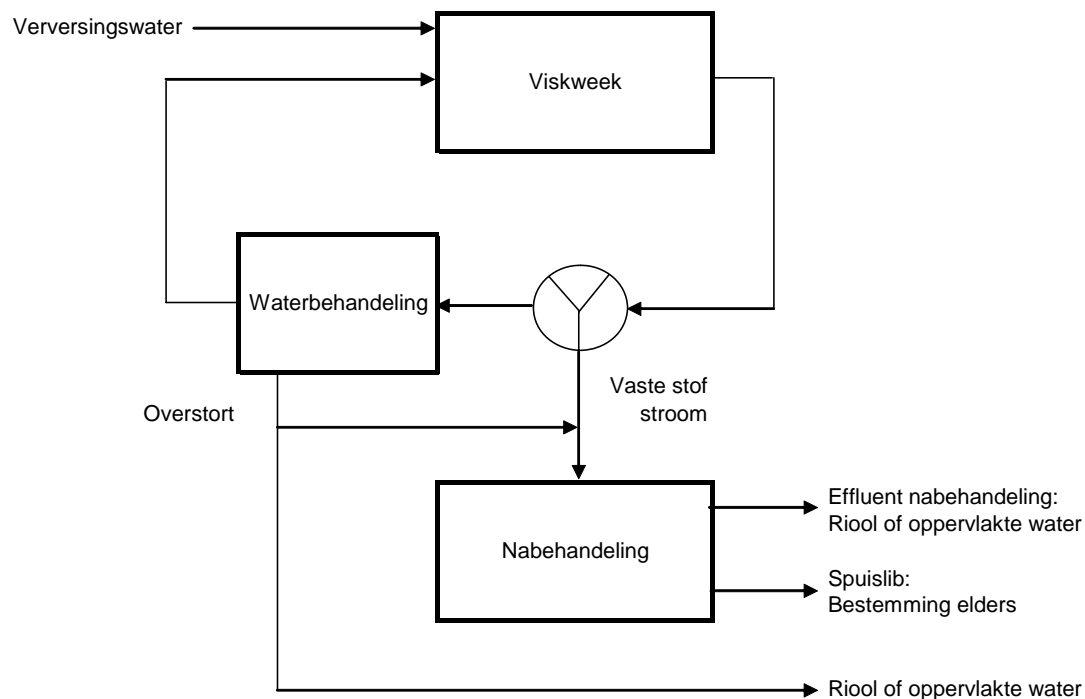 Verversingswater
Viskweek
Waterbehandeling
Vaste stof
stroom
Overstort
Effluent nabehandeling:
Riool of oppervlakte water
Nabehandeling
Spuislib:
Bestemming elders
Riool of oppervlakte water